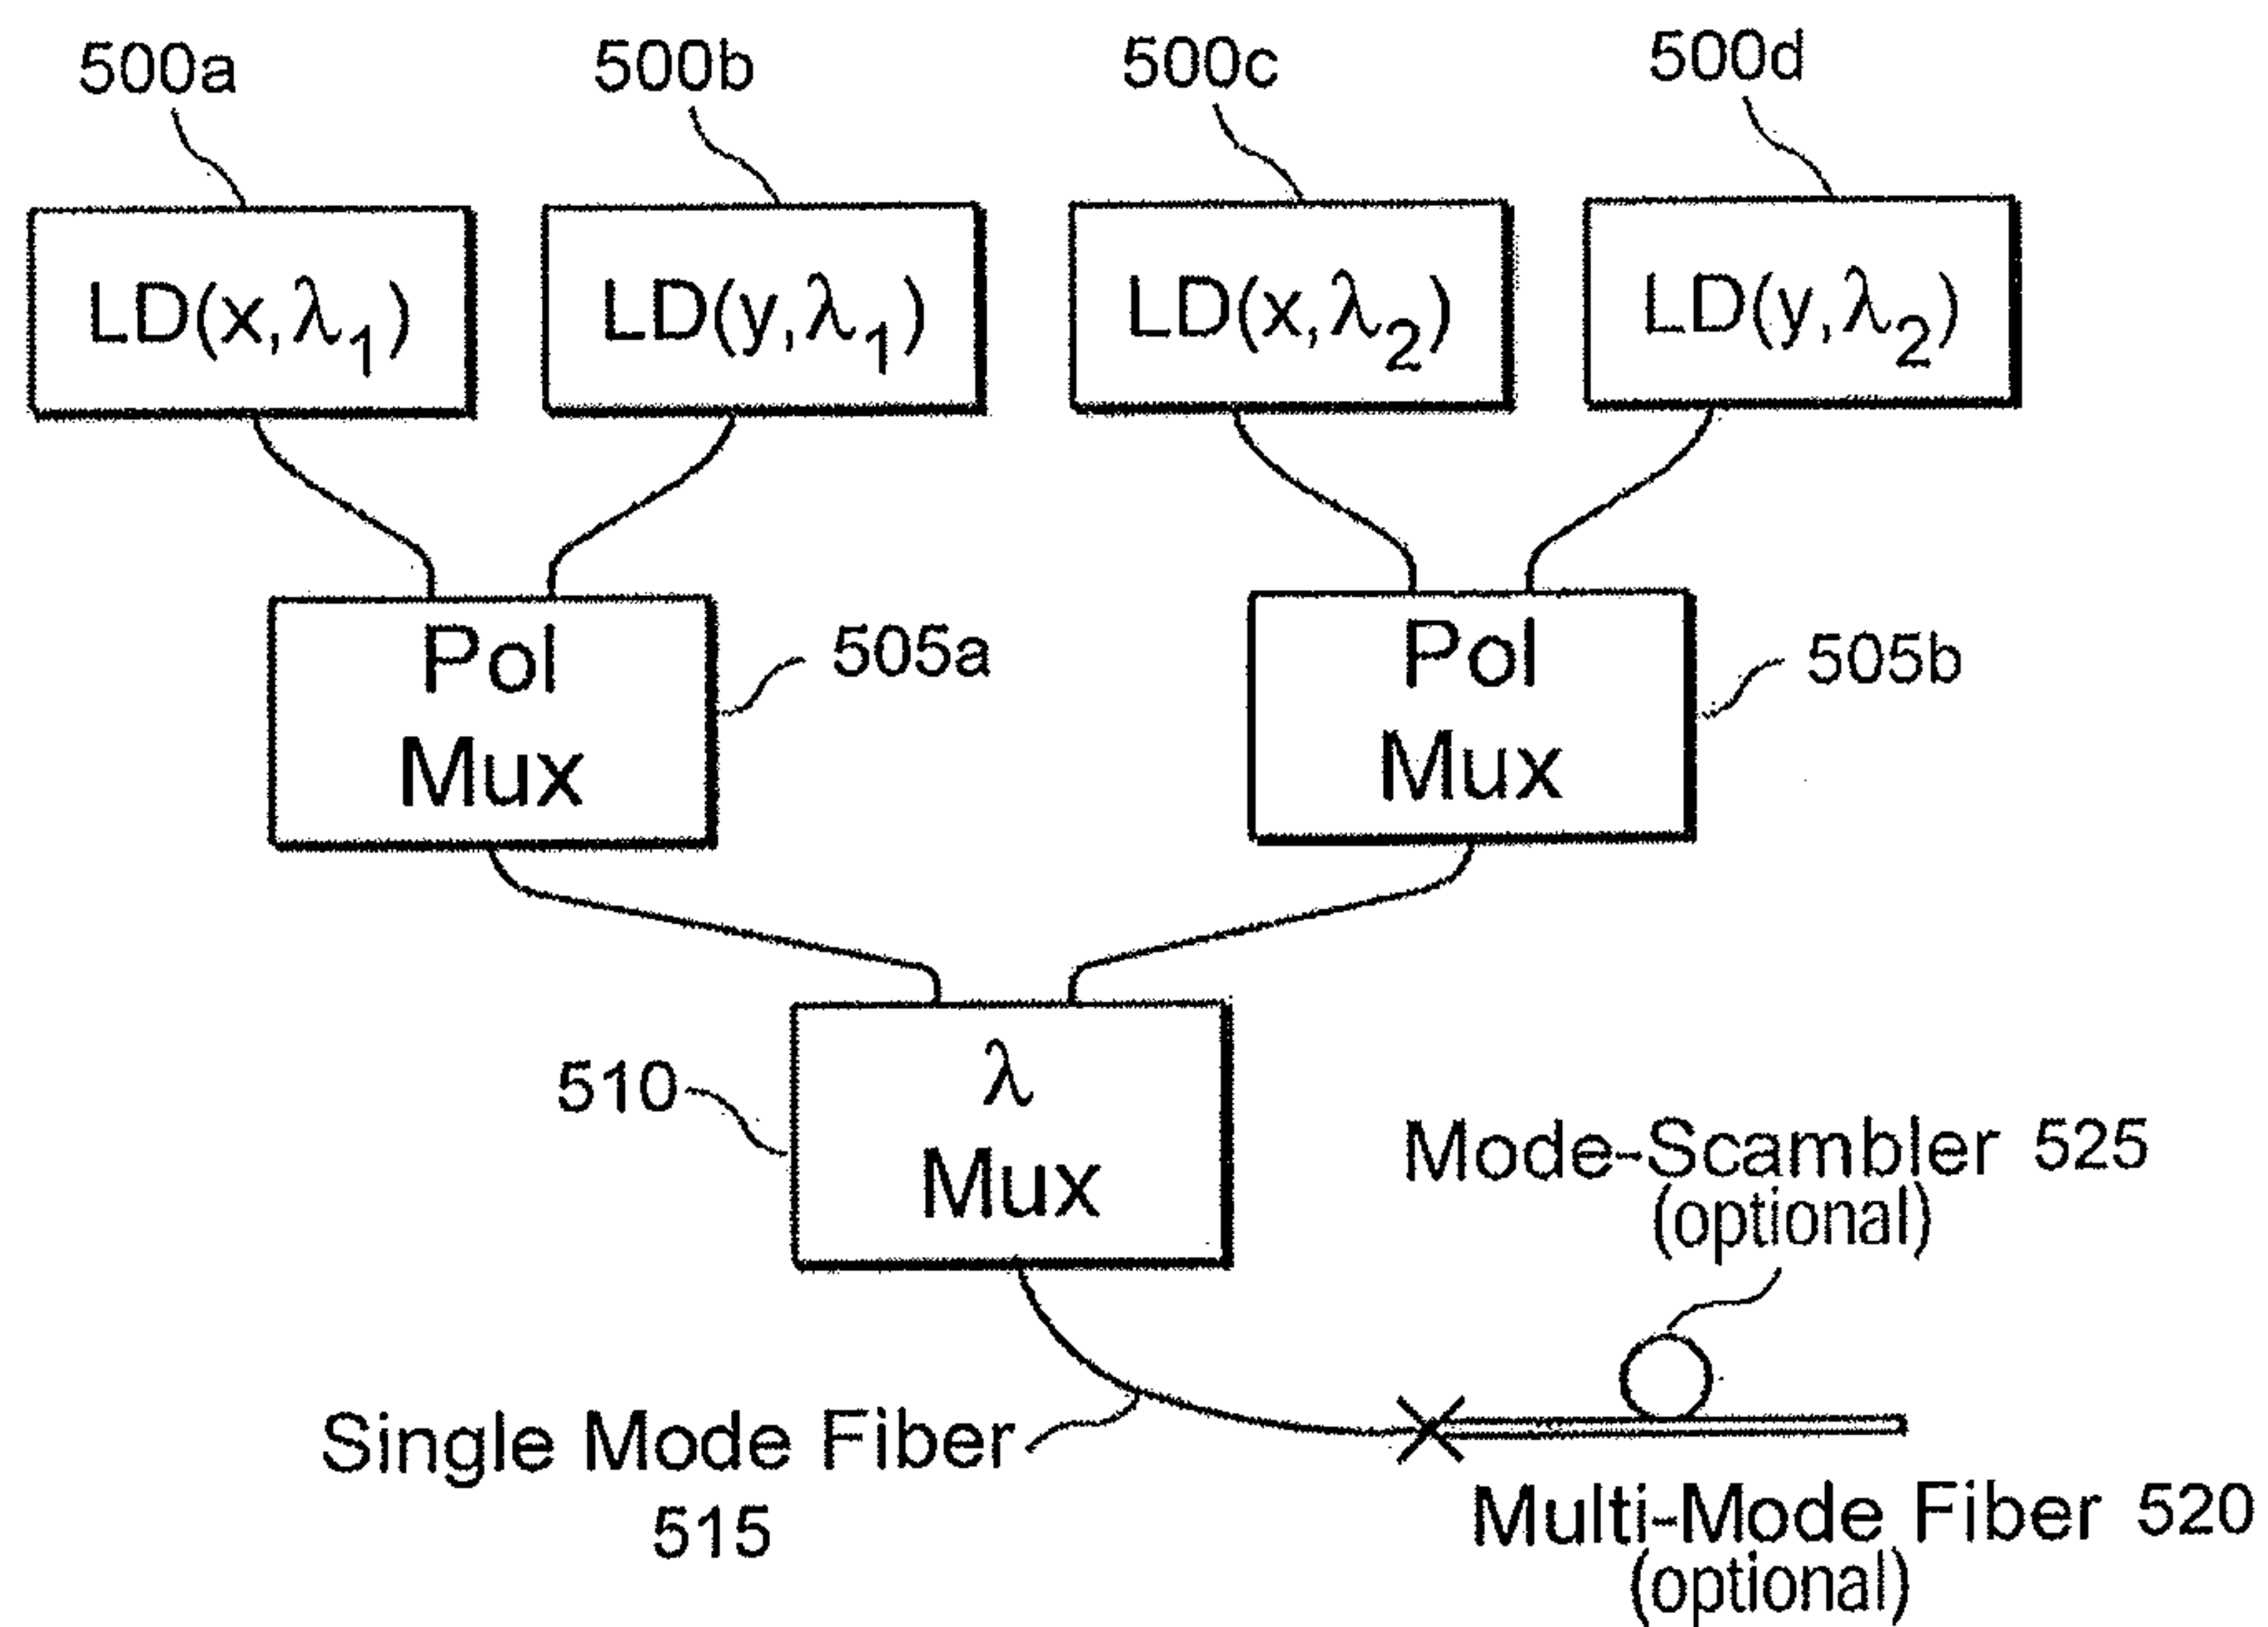 500a
500b
500c
500d
LD(x,λ₁)
LD(y,λ₁)
LD(x,λ₂)
LD(y,λ₂)
Pol
Mux
505a
Pol
Mux
505b
λ
Mux
510
Mode-Scambler 525
(optional)
Single Mode Fiber
515
Multi-Mode Fiber 520
(optional)